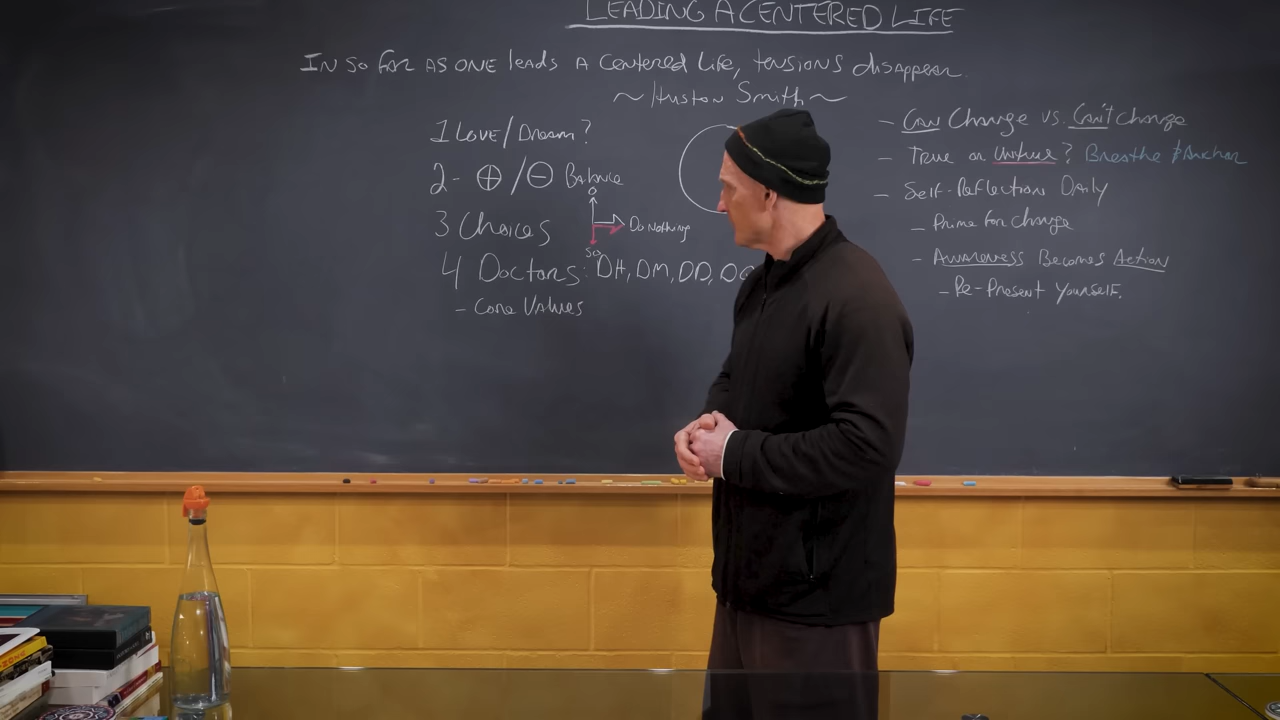 LEADING A CENTERED LIFE
IN SO FAR AS ONE leads A Centered Life, tensions disappear.
~ Huston Smith ~
1 Love/Dream?
2- ⊕/⊖ Balance
3 Choices
Do Nothing
4 Doctors: DH, DM, DD,
- Core Values
- Can Change vs. Can't Change
- True or Untrue? Breathe & Anchor
- Self-Reflection Daily
- Prime for Change
- Awareness Becomes Action
- Re-Present Yourself.